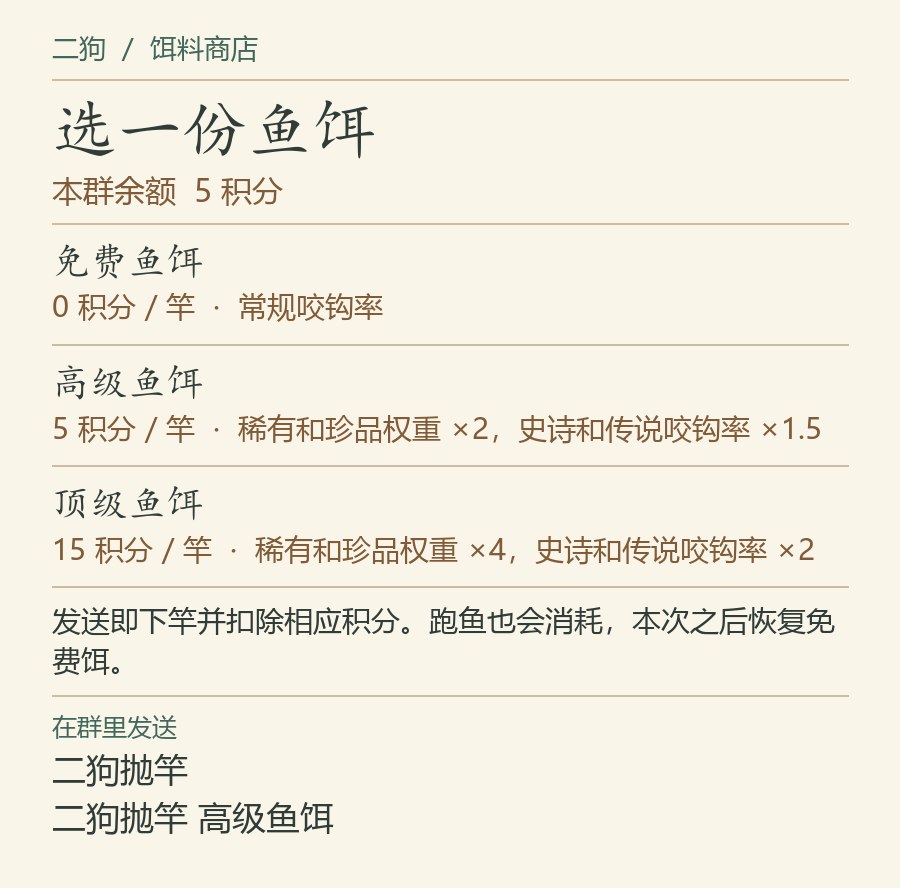 二狗 / 饵料商店
选一份鱼饵
本群余额 5 积分
免费鱼饵
0 积分 / 竿 · 常规咬钩率
高级鱼饵
5 积分 / 竿 · 稀有和珍品权重 ×2，史诗和传说咬钩率 ×1.5
顶级鱼饵
15 积分 / 竿 · 稀有和珍品权重 ×4，史诗和传说咬钩率 ×2
发送即下竿并扣除相应积分。跑鱼也会消耗，本次之后恢复免
费饵。
在群里发送
二狗抛竿
二狗抛竿 高级鱼饵